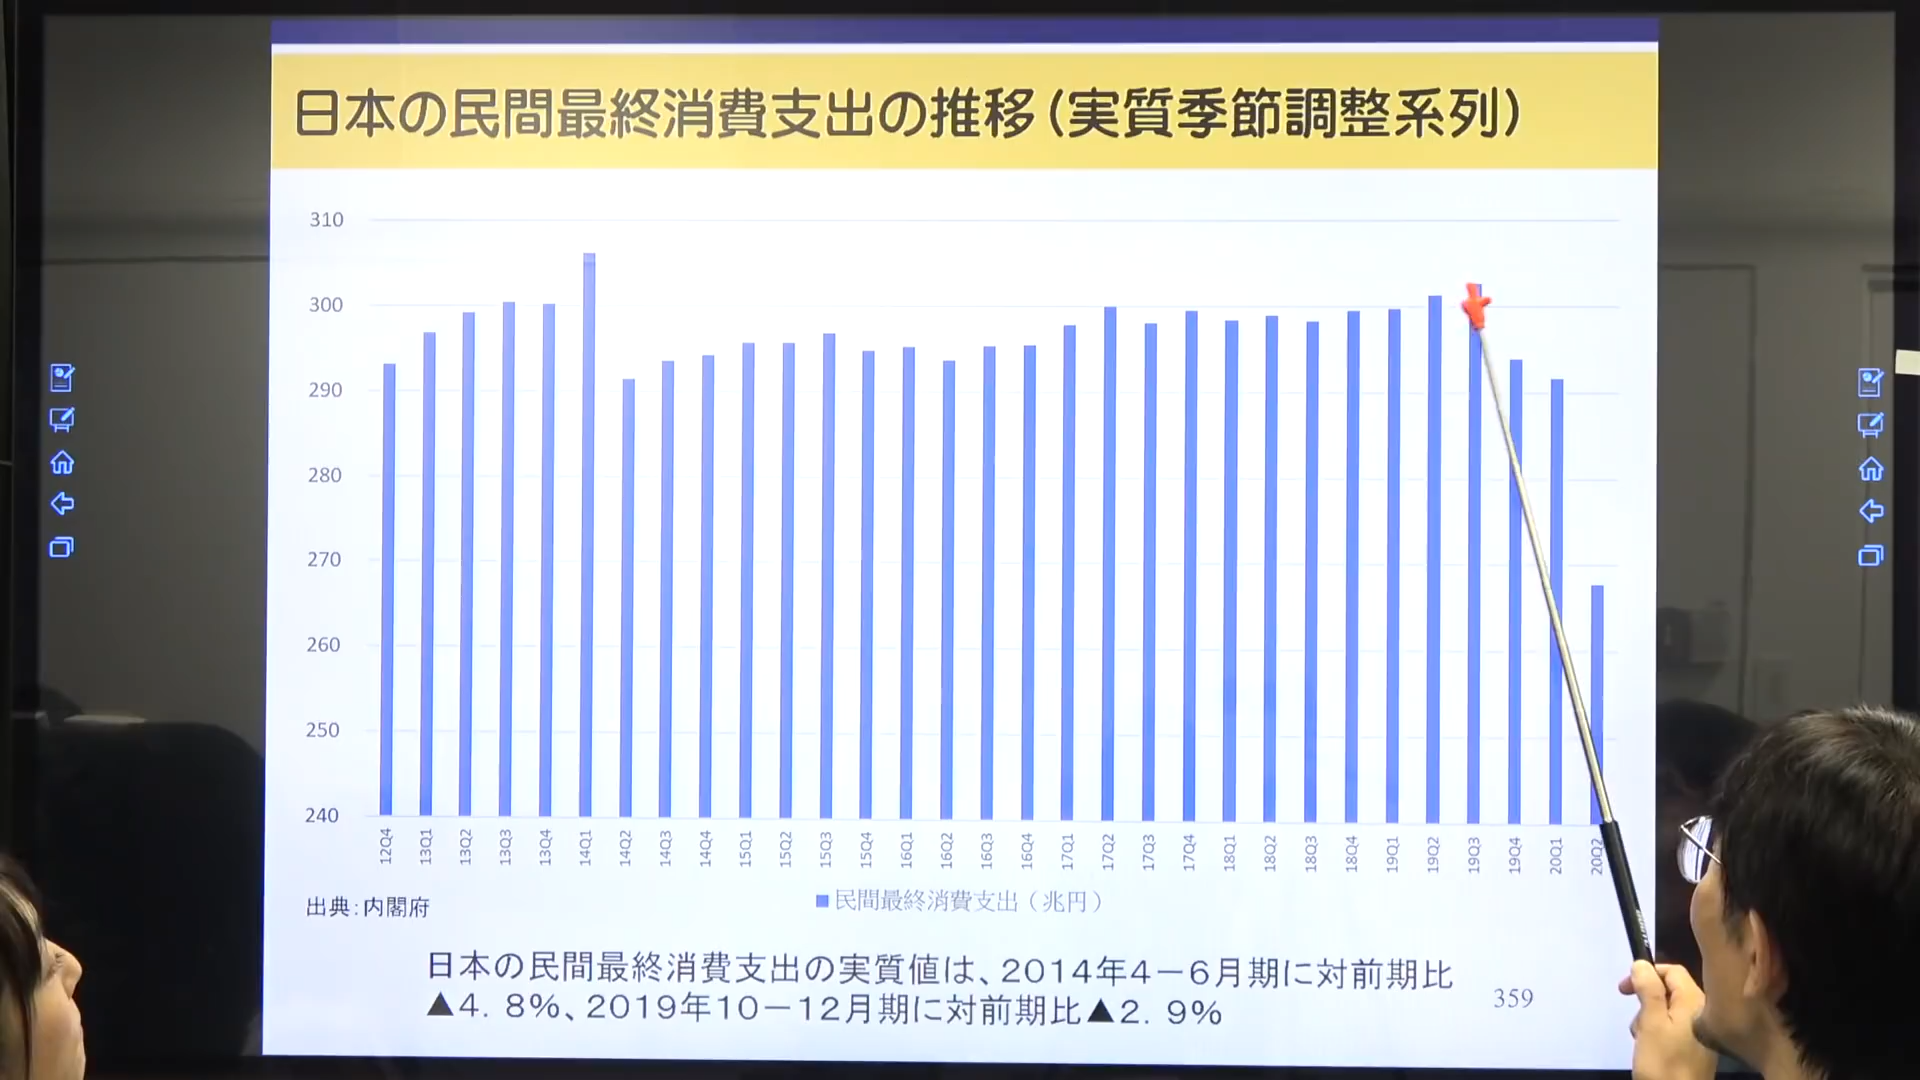 日本の民間最終消費支出の推移(実質季節調整系列)
310
300
290
280
270
260
250
240
12Q4 13Q1 13Q2 13Q3 13Q4 14Q1 14Q2 14Q3 14Q4 15Q1 15Q2 15Q3 15Q4 16Q1 16Q2 16Q3 16Q4 17Q1 17Q2 17Q3 17Q4 18Q1 18Q2 18Q3 18Q4 19Q1 19Q2 19Q3 19Q4 20Q1 20Q2
■民間最終消費支出（兆円）
出典:内閣府
日本の民間最終消費支出の実質値は、2014年4－6月期に対前期比
▲4．8%、2019年10－12月期に対前期比▲2．9%
359